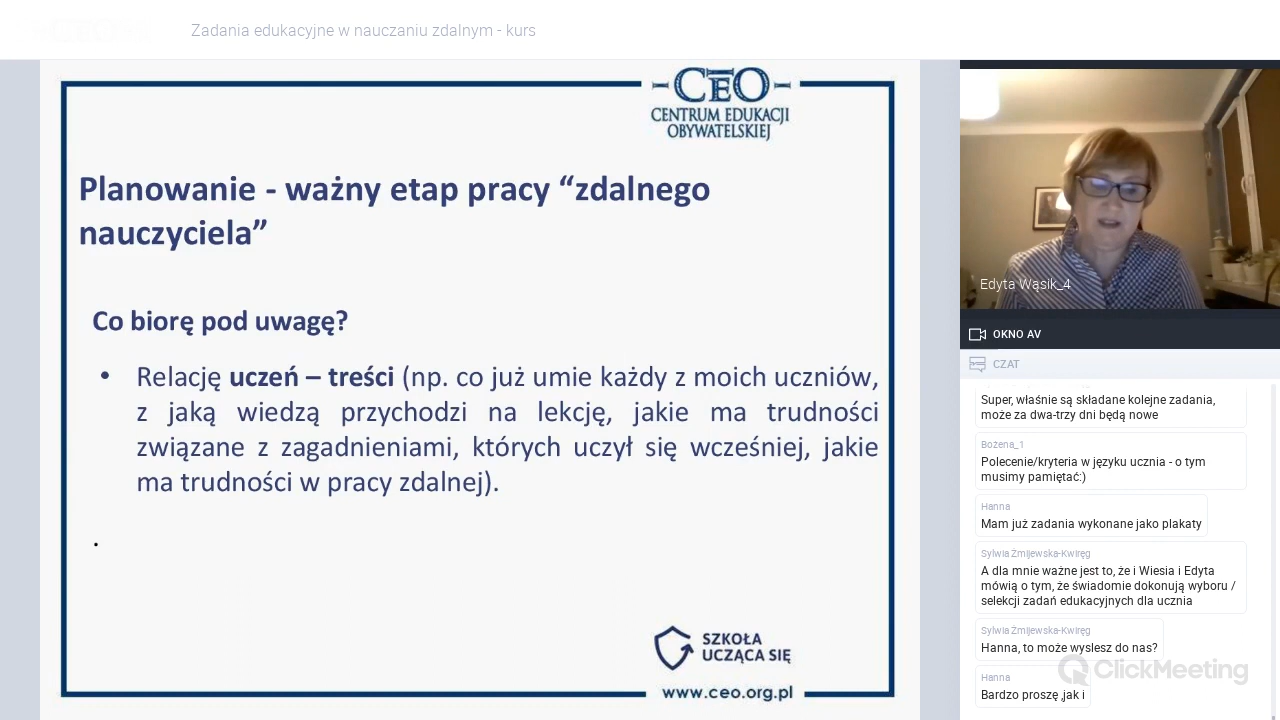 Zadania edukacyjne w nauczaniu zdalnym - kurs
CEO
CENTRUM EDUKACJI
OBYWATELSKIEJ
Planowanie - ważny etap pracy “zdalnego
nauczyciela”
Co biorę pod uwagę?
• Relację uczeń – treści (np. co już umie każdy z moich uczniów,
z jaką wiedzą przychodzi na lekcję, jakie ma trudności
związane z zagadnieniami, których uczył się wcześniej, jakie
ma trudności w pracy zdalnej).
.
SZKOŁA
UCZĄCA SIĘ
www.ceo.org.pl
Edyta Wąsik_4
OKNO AV
CZAT
Super, właśnie są składane kolejne zadania,
może za dwa-trzy dni będą nowe
Bożena_1
Polecenie/kryteria w języku ucznia - o tym
musimy pamiętać:)
Hanna
Mam już zadania wykonane jako plakaty
Sylwia Żmijewska-Kwiręg
A dla mnie ważne jest to, że i Wiesia i Edyta
mówią o tym, że świadomie dokonują wyboru /
selekcji zadań edukacyjnych dla ucznia
Sylwia Żmijewska-Kwiręg
Hanna, to może wyslesz do nas?
Hanna
Bardzo proszę ,jak i
ClickMeeting